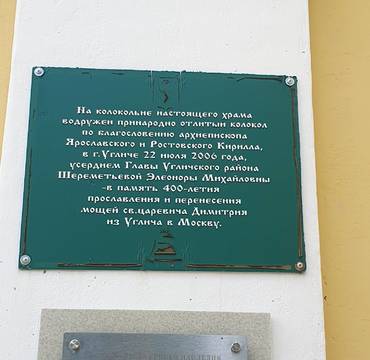 На колокольне настоящего храма
водружен принародно отлитый колокол
по благословению архиепископа
Ярославского и Ростовского Кирилла,
в г.Угличе 22 июля 2006 года,
усердием Главы Угличского района
Шереметьевой Элеоноры Михайловны
-в память 400-летия
прославления и перенесения
мощей св.царевича Димитрия
из Углича в Москву.